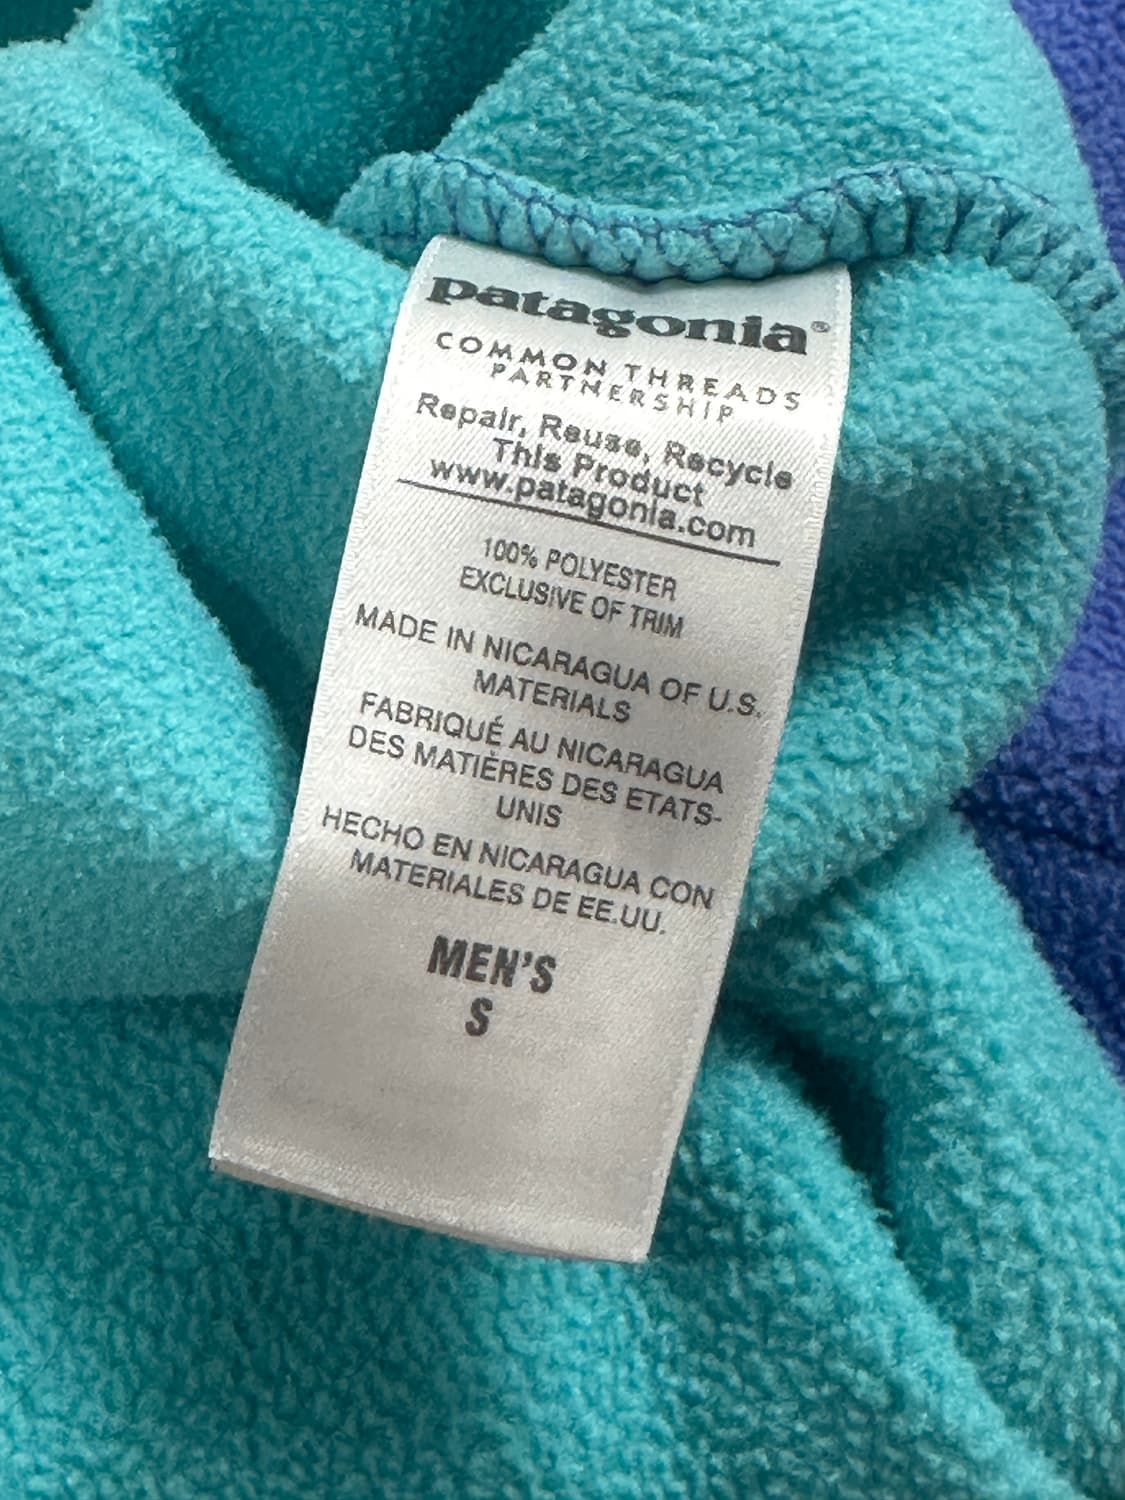 patagonia®
COMMON THREADS
PARTNERSHIP
Repair, Reuse, Recycle
This Product
www.patagonia.com
100% POLYESTER
EXCLUSIVE OF TRIM
MADE IN NICARAGUA OF U.S.
MATERIALS
FABRIQUÉ AU NICARAGUA
DES MATIÈRES DES ETATS-
UNIS
HECHO EN NICARAGUA CON
MATERIALES DE EE.UU.
MEN'S
S